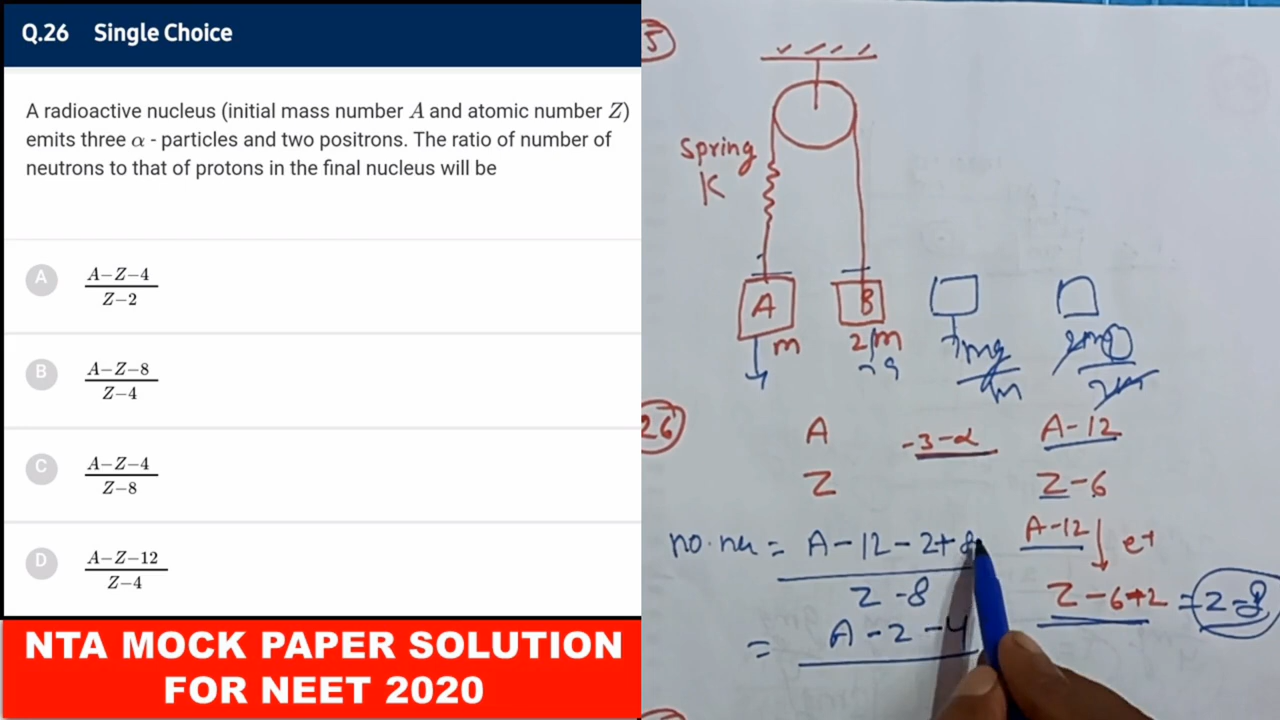 Q.26 Single Choice
A radioactive nucleus (initial mass number A and atomic number Z)
emits three α - particles and two positrons. The ratio of number of
neutrons to that of protons in the final nucleus will be
A
A−Z−4
Z−2
B
A−Z−8
Z−4
C
A−Z−4
Z−8
D
A−Z−12
Z−4
NTA MOCK PAPER SOLUTION
FOR NEET 2020
Spring
K
A
B
m
2m
26
A -3-α A-12
Z Z-6
A-12 e+
no. nu = A-12-2+8
Z-8
Z-6+2 = Z-8
= A-2-4